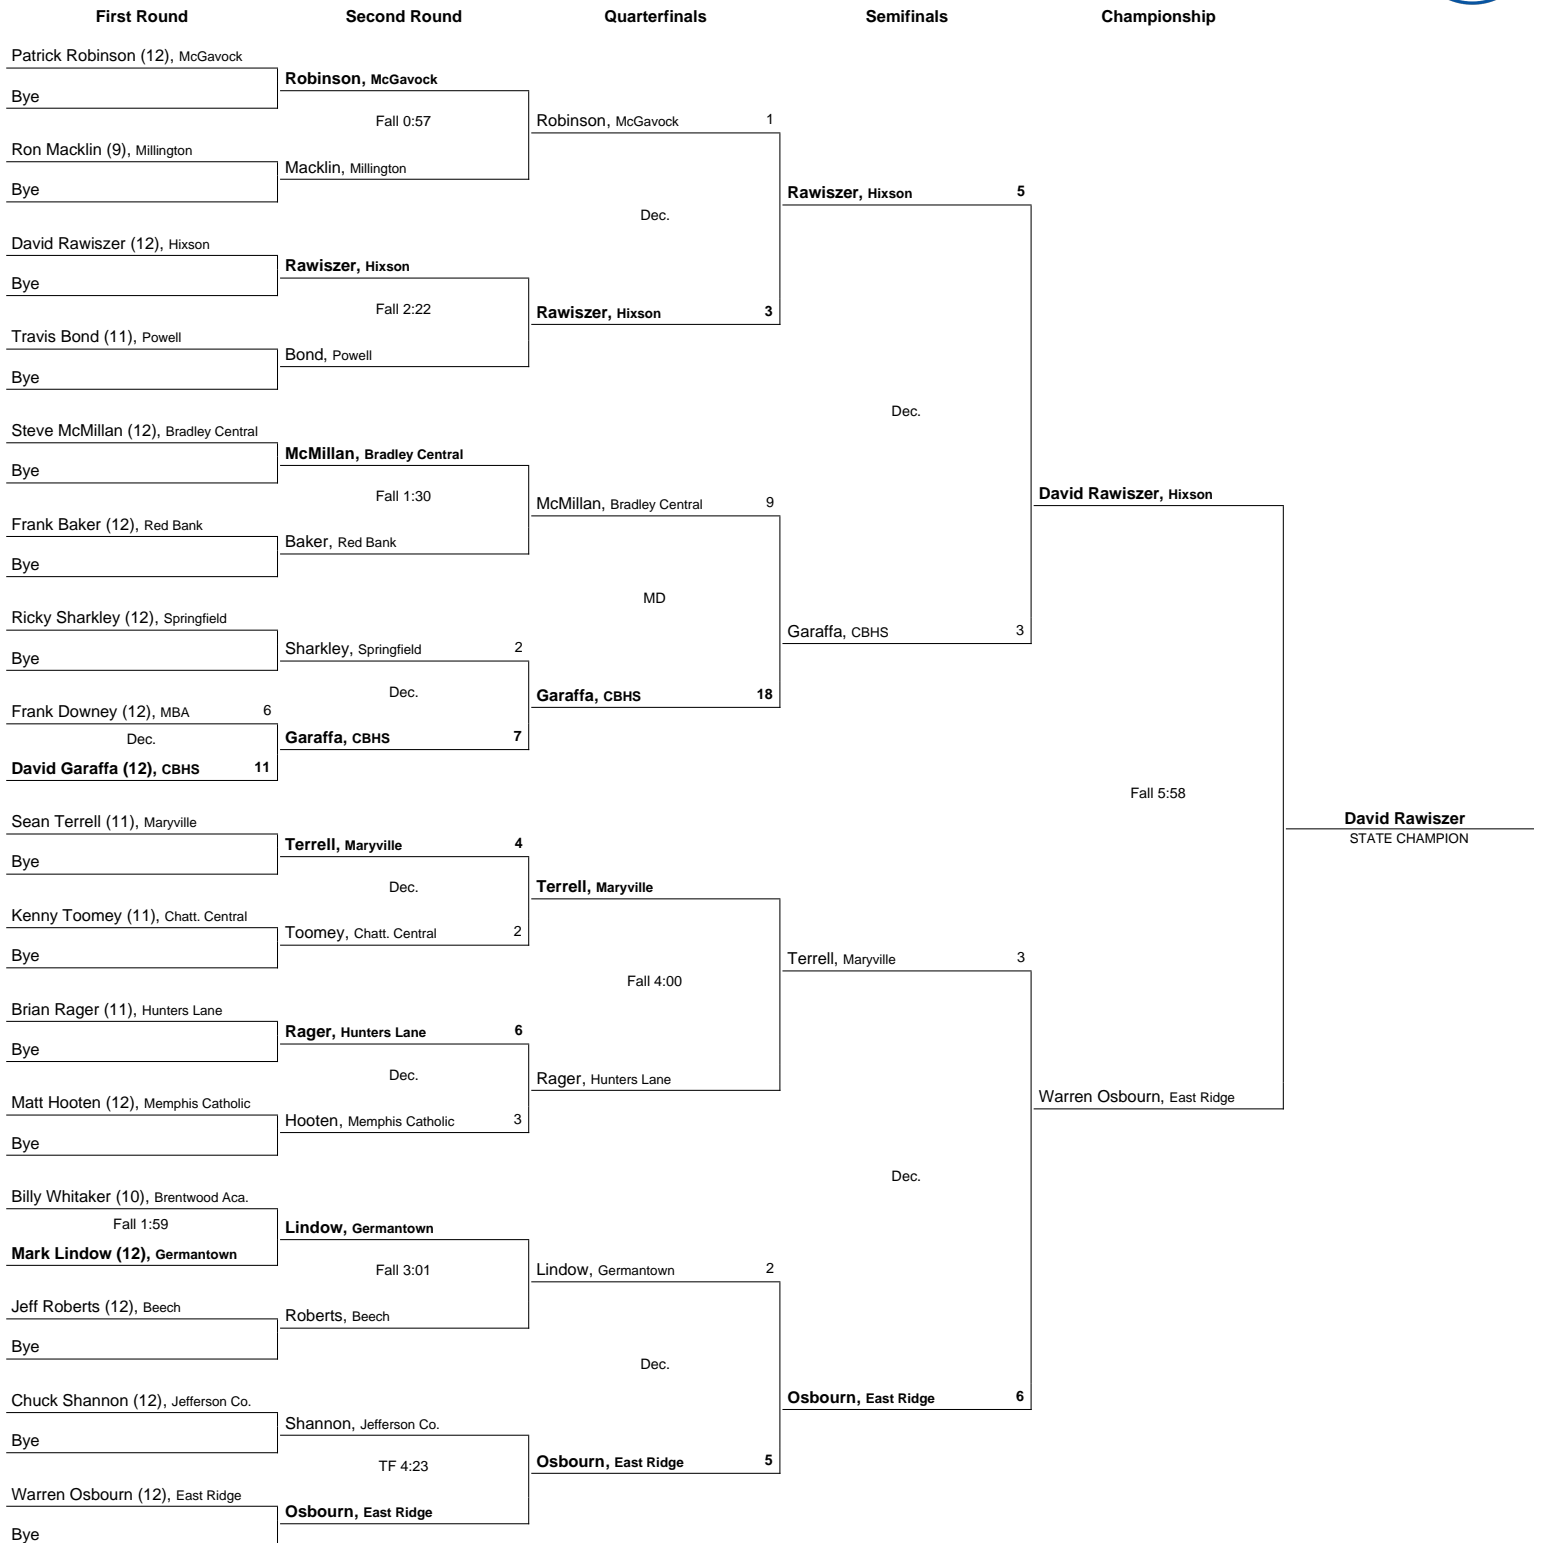 First Round
Second Round
Quarterfinals
Semifinals
Championship
Patrick Robinson (12), McGavock
Bye
Ron Macklin (9), Millington
Bye
David Rawiszer (12), Hixson
Bye
Travis Bond (11), Powell
Bye
Steve McMillan (12), Bradley Central
Bye
Frank Baker (12), Red Bank
Bye
Ricky Sharkley (12), Springfield
Bye
Frank Downey (12), MBA 6
Dec.
David Garaffa (12), CBHS 11
Sean Terrell (11), Maryville
Bye
Kenny Toomey (11), Chatt. Central
Bye
Brian Rager (11), Hunters Lane
Bye
Matt Hooten (12), Memphis Catholic
Bye
Billy Whitaker (10), Brentwood Aca.
Fall 1:59
Mark Lindow (12), Germantown
Jeff Roberts (12), Beech
Bye
Chuck Shannon (12), Jefferson Co.
Bye
Warren Osbourn (12), East Ridge
Bye
Robinson, McGavock
Fall 0:57
Macklin, Millington
Rawiszer, Hixson
Fall 2:22
Bond, Powell
McMillan, Bradley Central
Fall 1:30
Baker, Red Bank
Sharkley, Springfield 2
Dec.
Garaffa, CBHS 7
Terrell, Maryville 4
Dec.
Toomey, Chatt. Central 2
Rager, Hunters Lane 6
Dec.
Hooten, Memphis Catholic 3
Lindow, Germantown
Fall 3:01
Roberts, Beech
Shannon, Jefferson Co.
TF 4:23
Osbourn, East Ridge
Robinson, McGavock 1
Dec.
Rawiszer, Hixson 3
McMillan, Bradley Central 9
MD
Garaffa, CBHS 18
Terrell, Maryville
Fall 4:00
Rager, Hunters Lane
Lindow, Germantown 2
Dec.
Osbourn, East Ridge 5
Rawiszer, Hixson 5
Dec.
Garaffa, CBHS 3
Terrell, Maryville 3
Dec.
Osbourn, East Ridge 6
David Rawiszer, Hixson
Fall 5:58
Warren Osbourn, East Ridge
David Rawiszer
STATE CHAMPION